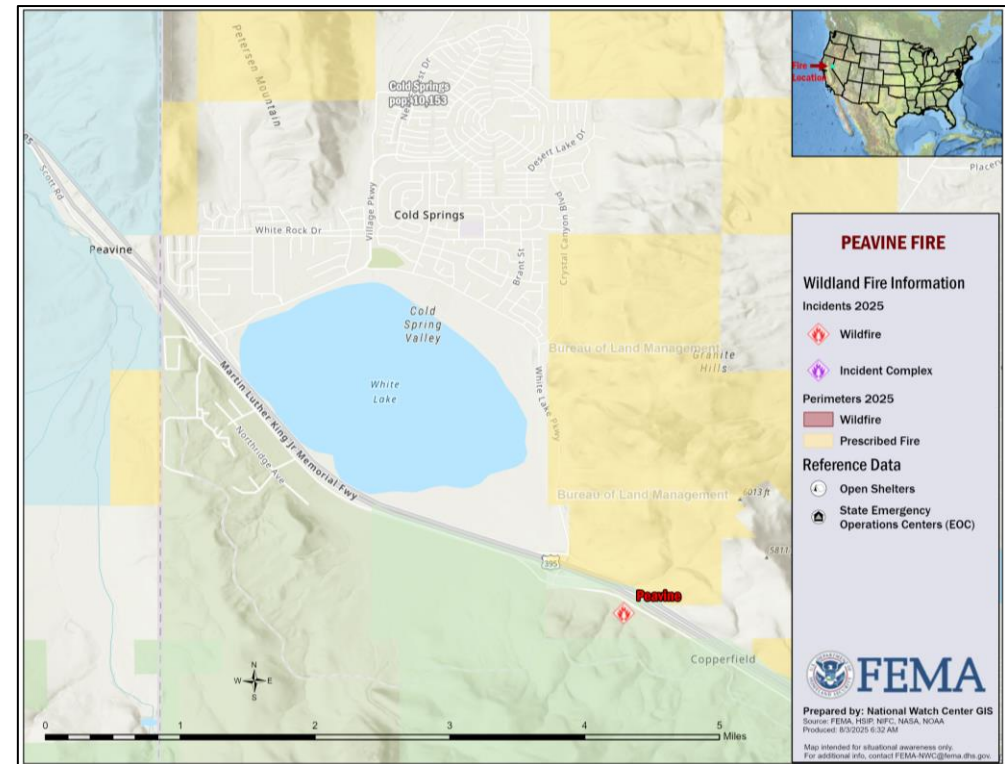 Petersen Mountain
Cold Springs
pop. 10,153
Desert Lake Dr
Fire
Location
Placer
Scott Rd
Village Pkwy
Cold Springs
White Rock Dr
Peavine
Brant St
Crystal Canyon Blvd
Cold
Spring
Valley
Bureau of Land Management
Granite
Hills
White
Lake
White Lake Pkwy
Martin Luther King Jr Memorial Fwy
Northridge Ave
Bureau of Land Management
6013 ft
5811
395
Peavine
Copperfield
N
W E
S
0 1 2 3 4 5
Miles
PEAVINE FIRE
Wildland Fire Information
Incidents 2025
Wildfire
Incident Complex
Perimeters 2025
Wildfire
Prescribed Fire
Reference Data
Open Shelters
State Emergency
Operations Centers (EOC)
FEMA
Prepared by: National Watch Center GIS
Source: FEMA, HSIP, NIFC, NASA, NOAA
Produced: 8/3/2025 6:32 AM
Map intended for situational awareness only.
For additional info, contact FEMA-NWC@fema.dhs.gov.